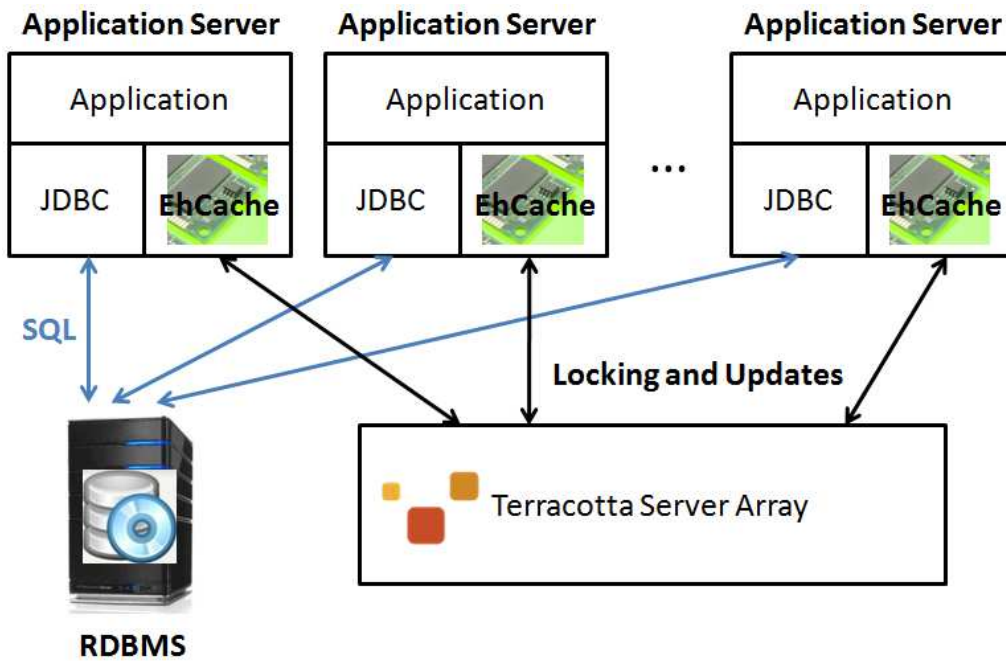 Application Server
Application Server
Application Server
Application
Application
Application
JDBC
EhCache
JDBC
EhCache
...
JDBC
EhCache
SQL
Locking and Updates
Terracotta Server Array
RDBMS